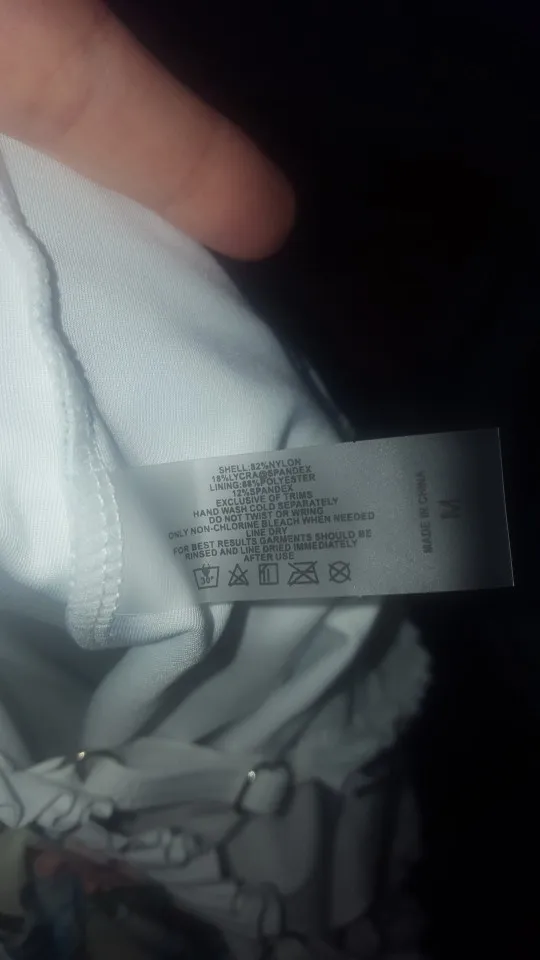 SHELL:82%NYLON
18%LYCRA@SPANDEX
LINING:88%POLYESTER
12%SPANDEX
EXCLUSIVE OF TRIMS
HAND WASH COLD SEPARATELY
DO NOT TWIST OR WRING
ONLY NON-CHLORINE BLEACH WHEN NEEDED
LINE DRY
FOR BEST RESULTS GARMENTS SHOULD BE
RINSED AND LINE DRIED IMMEDIATELY
AFTER USE
30°
MADE IN CHINA
M